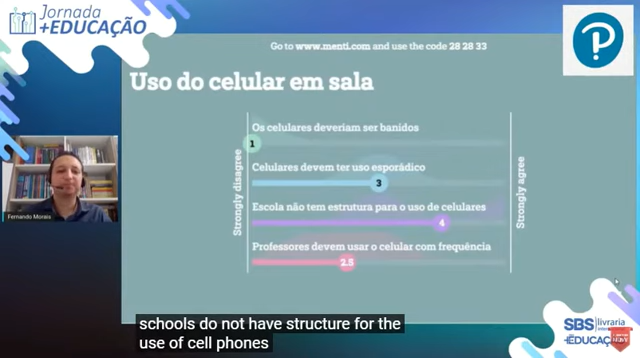 Jornada
+EDUCAÇÃO
Go to www.menti.com and use the code 28 28 33
Uso do celular em sala
Strongly disagree
Os celulares deveriam ser banidos
1
Celulares devem ter uso esporádico
3
Escola não tem estrutura para o uso de celulares
4
Professores devem usar o celular com frequência
2.5
Strongly agree
Fernando Morais
schools do not have structure for the
use of cell phones
SBS livraria
+EDUCA